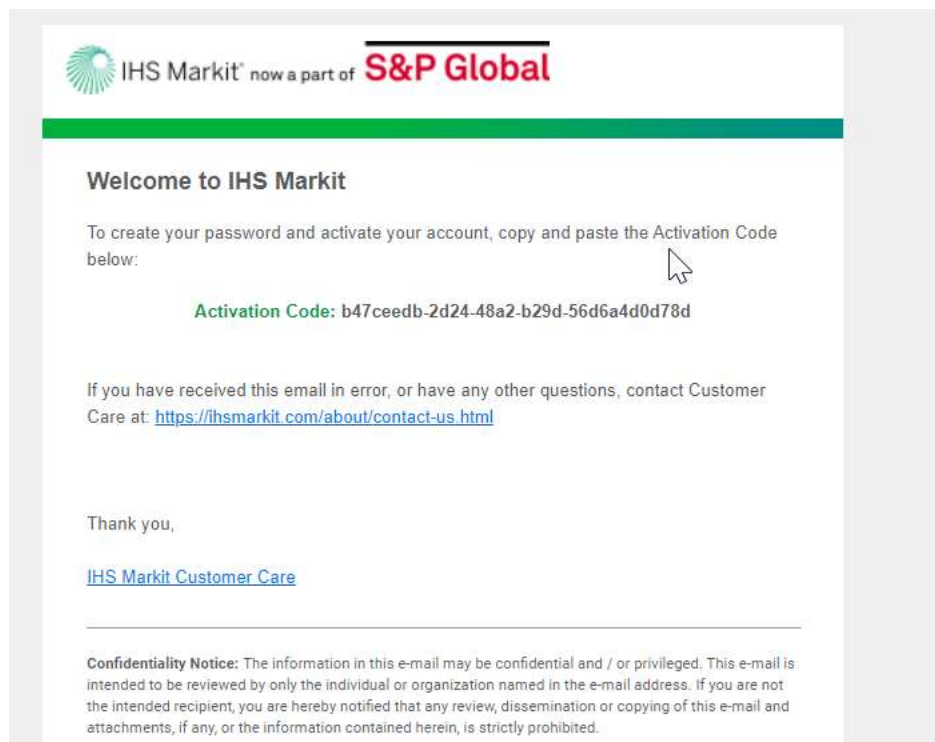 IHS Markit® now a part of S&P Global
Welcome to IHS Markit
To create your password and activate your account, copy and paste the Activation Code
below:
Activation Code: b47ceedb-2d24-48a2-b29d-56d6a4d0d78d
If you have received this email in error, or have any other questions, contact Customer
Care at: https://ihsmarkit.com/about/contact-us.html
Thank you,
IHS Markit Customer Care
Confidentiality Notice: The information in this e-mail may be confidential and / or privileged. This e-mail is
intended to be reviewed by only the individual or organization named in the e-mail address. If you are not
the intended recipient, you are hereby notified that any review, dissemination or copying of this e-mail and
attachments, if any, or the information contained herein, is strictly prohibited.